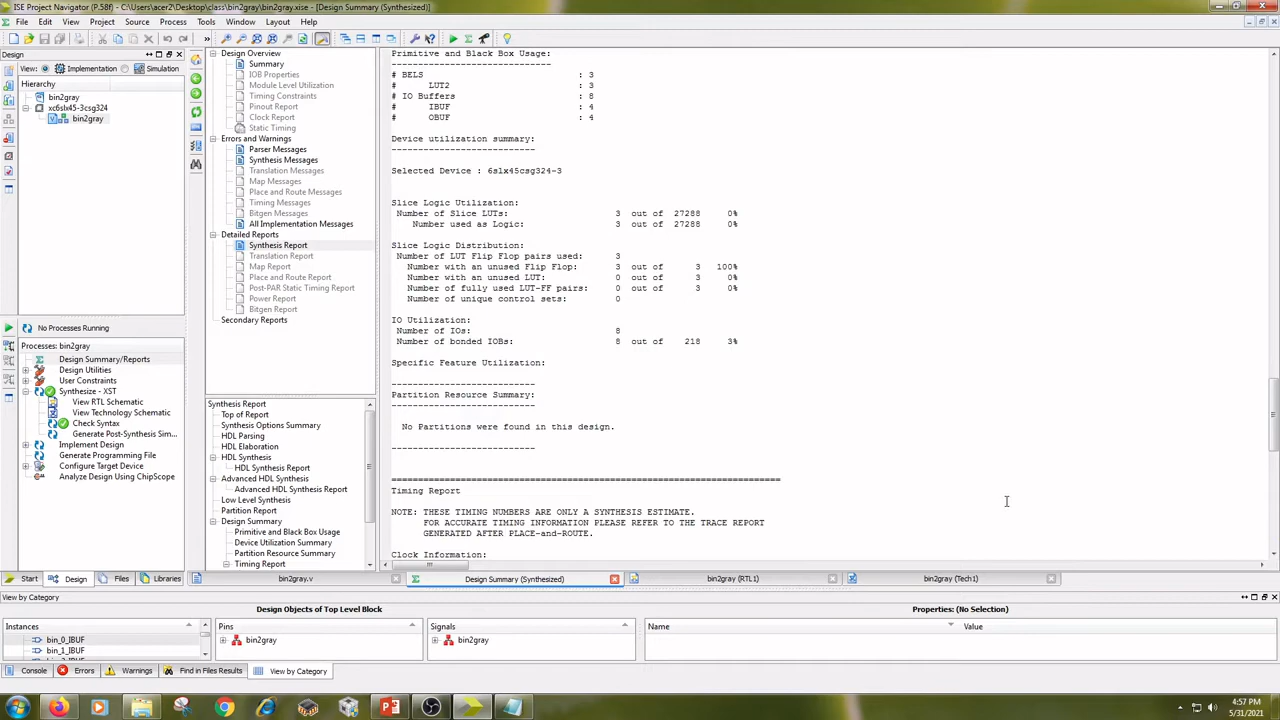 ISE Project Navigator (P.58f) - C:\Users\acer2\Desktop\class\bin2gray\bin2gray.xise - [Design Summary (Synthesized)]
File Edit View Project Source Process Tools Window Layout Help
Design
View: Implementation Simulation
Hierarchy
bin2gray
xc6slx45-3csg324
bin2gray
No Processes Running
Processes: bin2gray
Design Summary/Reports
Design Utilities
User Constraints
Synthesize - XST
View RTL Schematic
View Technology Schematic
Check Syntax
Generate Post-Synthesis Sim...
Implement Design
Generate Programming File
Configure Target Device
Analyze Design Using ChipScope
Start Design Files Libraries
Design Overview
Summary
IOB Properties
Module Level Utilization
Timing Constraints
Pinout Report
Clock Report
Static Timing
Errors and Warnings
Parser Messages
Synthesis Messages
Translation Messages
Map Messages
Place and Route Messages
Timing Messages
Bitgen Messages
All Implementation Messages
Detailed Reports
Synthesis Report
Translation Report
Map Report
Place and Route Report
Post-PAR Static Timing Report
Power Report
Bitgen Report
Secondary Reports
Synthesis Report
Top of Report
Synthesis Options Summary
HDL Parsing
HDL Elaboration
HDL Synthesis
HDL Synthesis Report
Advanced HDL Synthesis
Advanced HDL Synthesis Report
Low Level Synthesis
Partition Report
Design Summary
Primitive and Black Box Usage
Device Utilization Summary
Partition Resource Summary
Timing Report
Primitive and Black Box Usage:
------------------------------
# BELS : 3
# LUT2 : 3
# IO Buffers : 8
# IBUF : 4
# OBUF : 4
Device utilization summary:
---------------------------
Selected Device : 6slx45csg324-3
Slice Logic Utilization:
Number of Slice LUTs: 3 out of 27288 0%
Number used as Logic: 3 out of 27288 0%
Slice Logic Distribution:
Number of LUT Flip Flop pairs used: 3
Number with an unused Flip Flop: 3 out of 3 100%
Number with an unused LUT: 0 out of 3 0%
Number of fully used LUT-FF pairs: 0 out of 3 0%
Number of unique control sets: 0
IO Utilization:
Number of IOs: 8
Number of bonded IOBs: 8 out of 218 3%
Specific Feature Utilization:
---------------------------
Partition Resource Summary:
---------------------------
No Partitions were found in this design.
---------------------------
=========================================================================
Timing Report
NOTE: THESE TIMING NUMBERS ARE ONLY A SYNTHESIS ESTIMATE.
FOR ACCURATE TIMING INFORMATION PLEASE REFER TO THE TRACE REPORT
GENERATED AFTER PLACE-and-ROUTE.
Clock Information:
bin2gray.v Design Summary (Synthesized) bin2gray (RTL1) bin2gray (Tech1)
View by Category
Design Objects of Top Level Block Properties: (No Selection)
Instances Pins Signals Name Value
bin_0_IBUF bin2gray bin2gray
bin_1_IBUF
Console Errors Warnings Find in Files Results View by Category
4:57 PM
5/31/2021